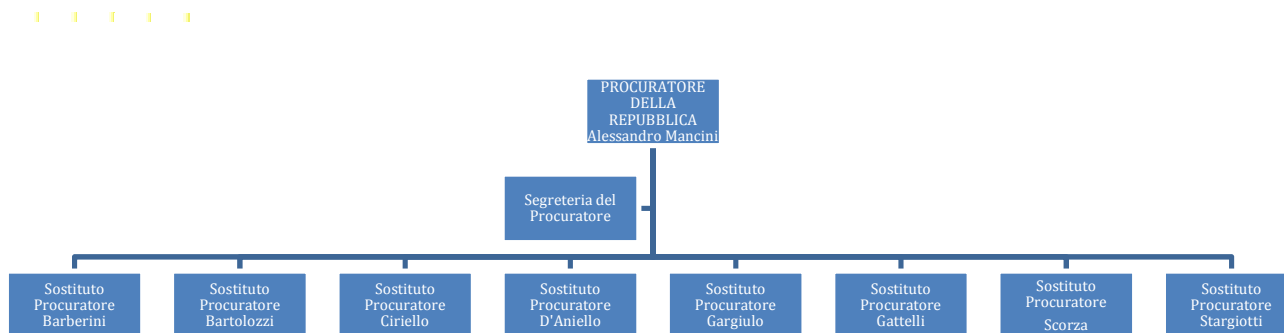 PROCURATORE
DELLA
REPUBBLICA
Alessandro Mancini
Segreteria del
Procuratore
Sostituto
Procuratore
Barberini
Sostituto
Procuratore
Bartolozzi
Sostituto
Procuratore
Ciriello
Sostituto
Procuratore
D'Aniello
Sostituto
Procuratore
Gargiulo
Sostituto
Procuratore
Gattelli
Sostituto
Procuratore
Scorza
Sostituto
Procuratore
Stargiotti